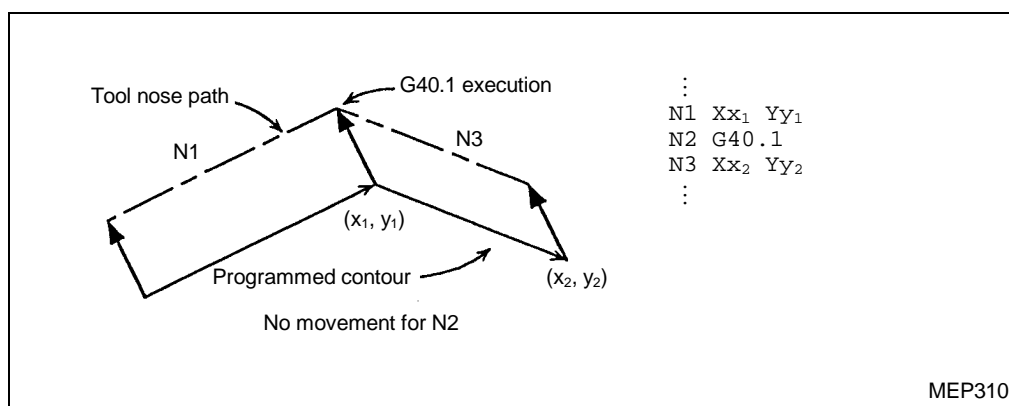 Tool nose path
G40.1 execution
N1
N3
(x₁, y₁)
(x₂, y₂)
Programmed contour
No movement for N2
⋮
N1 Xx₁ Yy₁
N2 G40.1
N3 Xx₂ Yy₂
⋮
MEP310